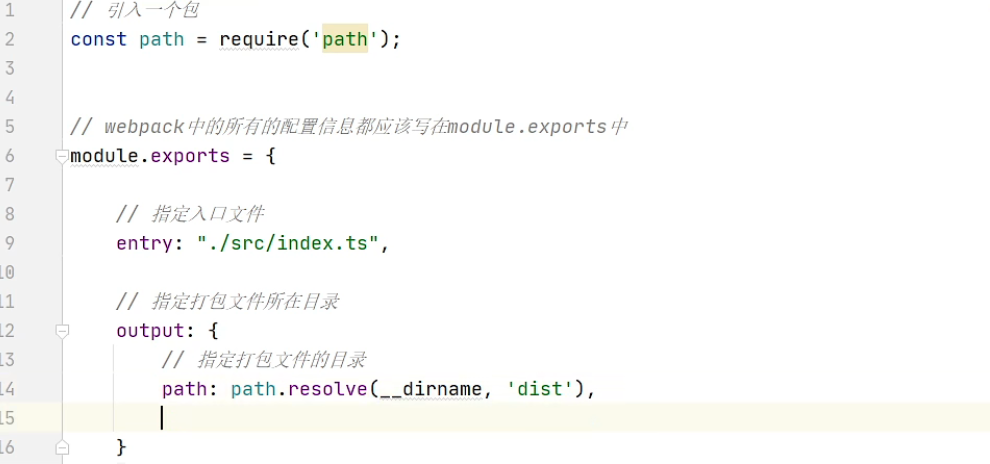 1 // 引入一个包
2 const path = require('path');
3
4
5 // webpack中的所有的配置信息都应该写在module.exports中
6 module.exports = {
7
8 // 指定入口文件
9 entry: "./src/index.ts",
10
11 // 指定打包文件所在目录
12 output: {
13 // 指定打包文件的目录
14 path: path.resolve(__dirname, 'dist'),
15
16 }